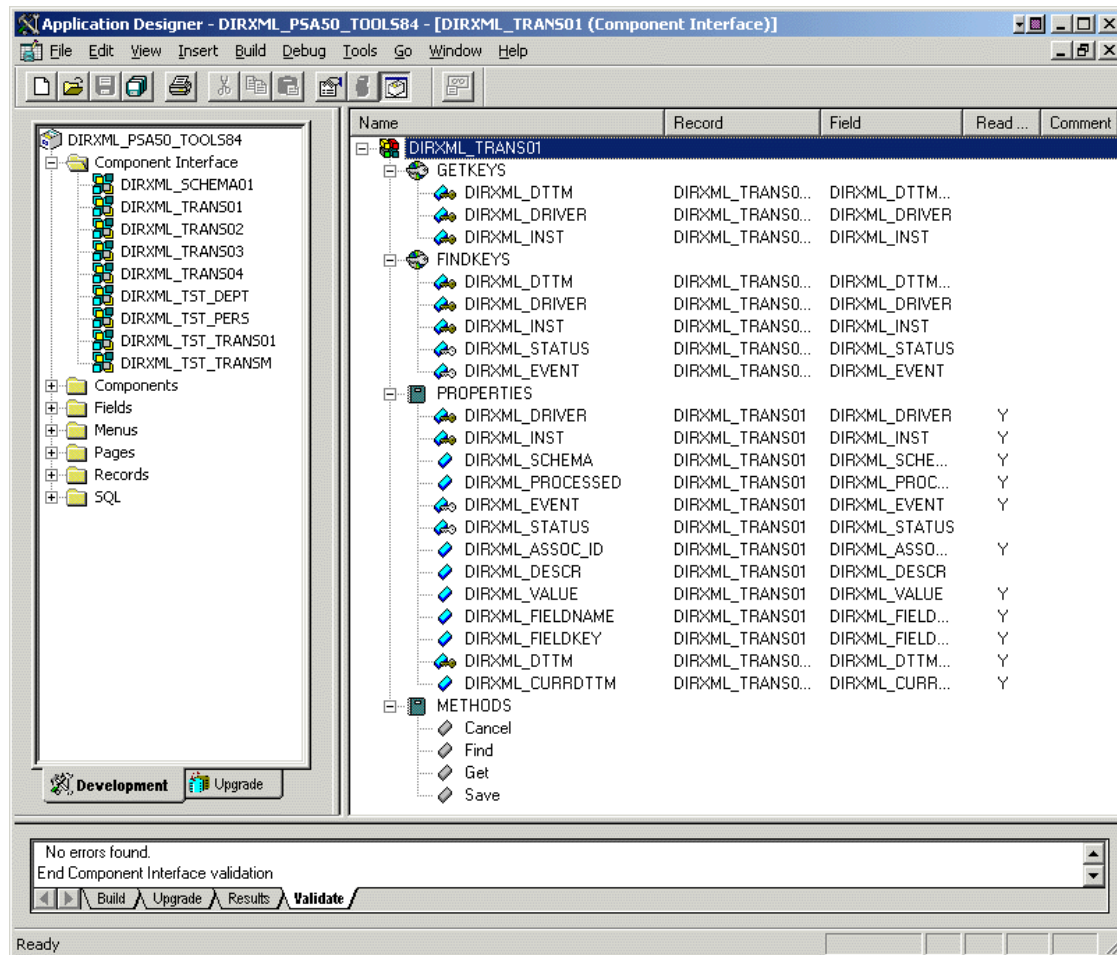 Application Designer - DIRXML_PSA50_TOOLS84 - [DIRXML_TRANS01 (Component Interface)]
File Edit View Insert Build Debug Tools Go Window Help
DIRXML_PSA50_TOOLS84
Component Interface
DIRXML_SCHEMA01
DIRXML_TRANS01
DIRXML_TRANS02
DIRXML_TRANS03
DIRXML_TRANS04
DIRXML_TST_DEPT
DIRXML_TST_PERS
DIRXML_TST_TRANS01
DIRXML_TST_TRANSM
Components
Fields
Menus
Pages
Records
SQL
Development Upgrade
Name Record Field Read ... Comment
DIRXML_TRANS01
GETKEYS
DIRXML_DTTM DIRXML_TRANS0... DIRXML_DTTM...
DIRXML_DRIVER DIRXML_TRANS0... DIRXML_DRIVER
DIRXML_INST DIRXML_TRANS0... DIRXML_INST
FINDKEYS
DIRXML_DTTM DIRXML_TRANS0... DIRXML_DTTM...
DIRXML_DRIVER DIRXML_TRANS0... DIRXML_DRIVER
DIRXML_INST DIRXML_TRANS0... DIRXML_INST
DIRXML_STATUS DIRXML_TRANS0... DIRXML_STATUS
DIRXML_EVENT DIRXML_TRANS0... DIRXML_EVENT
PROPERTIES
DIRXML_DRIVER DIRXML_TRANS01 DIRXML_DRIVER Y
DIRXML_INST DIRXML_TRANS01 DIRXML_INST Y
DIRXML_SCHEMA DIRXML_TRANS01 DIRXML_SCHE... Y
DIRXML_PROCESSED DIRXML_TRANS01 DIRXML_PROC... Y
DIRXML_EVENT DIRXML_TRANS01 DIRXML_EVENT Y
DIRXML_STATUS DIRXML_TRANS01 DIRXML_STATUS
DIRXML_ASSOC_ID DIRXML_TRANS01 DIRXML_ASSO... Y
DIRXML_DESCR DIRXML_TRANS01 DIRXML_DESCR
DIRXML_VALUE DIRXML_TRANS01 DIRXML_VALUE Y
DIRXML_FIELDNAME DIRXML_TRANS01 DIRXML_FIELD... Y
DIRXML_FIELDKEY DIRXML_TRANS01 DIRXML_FIELD... Y
DIRXML_DTTM DIRXML_TRANS0... DIRXML_DTTM... Y
DIRXML_CURRDTTM DIRXML_TRANS0... DIRXML_CURR... Y
METHODS
Cancel
Find
Get
Save
No errors found.
End Component Interface validation
Build Upgrade Results Validate
Ready